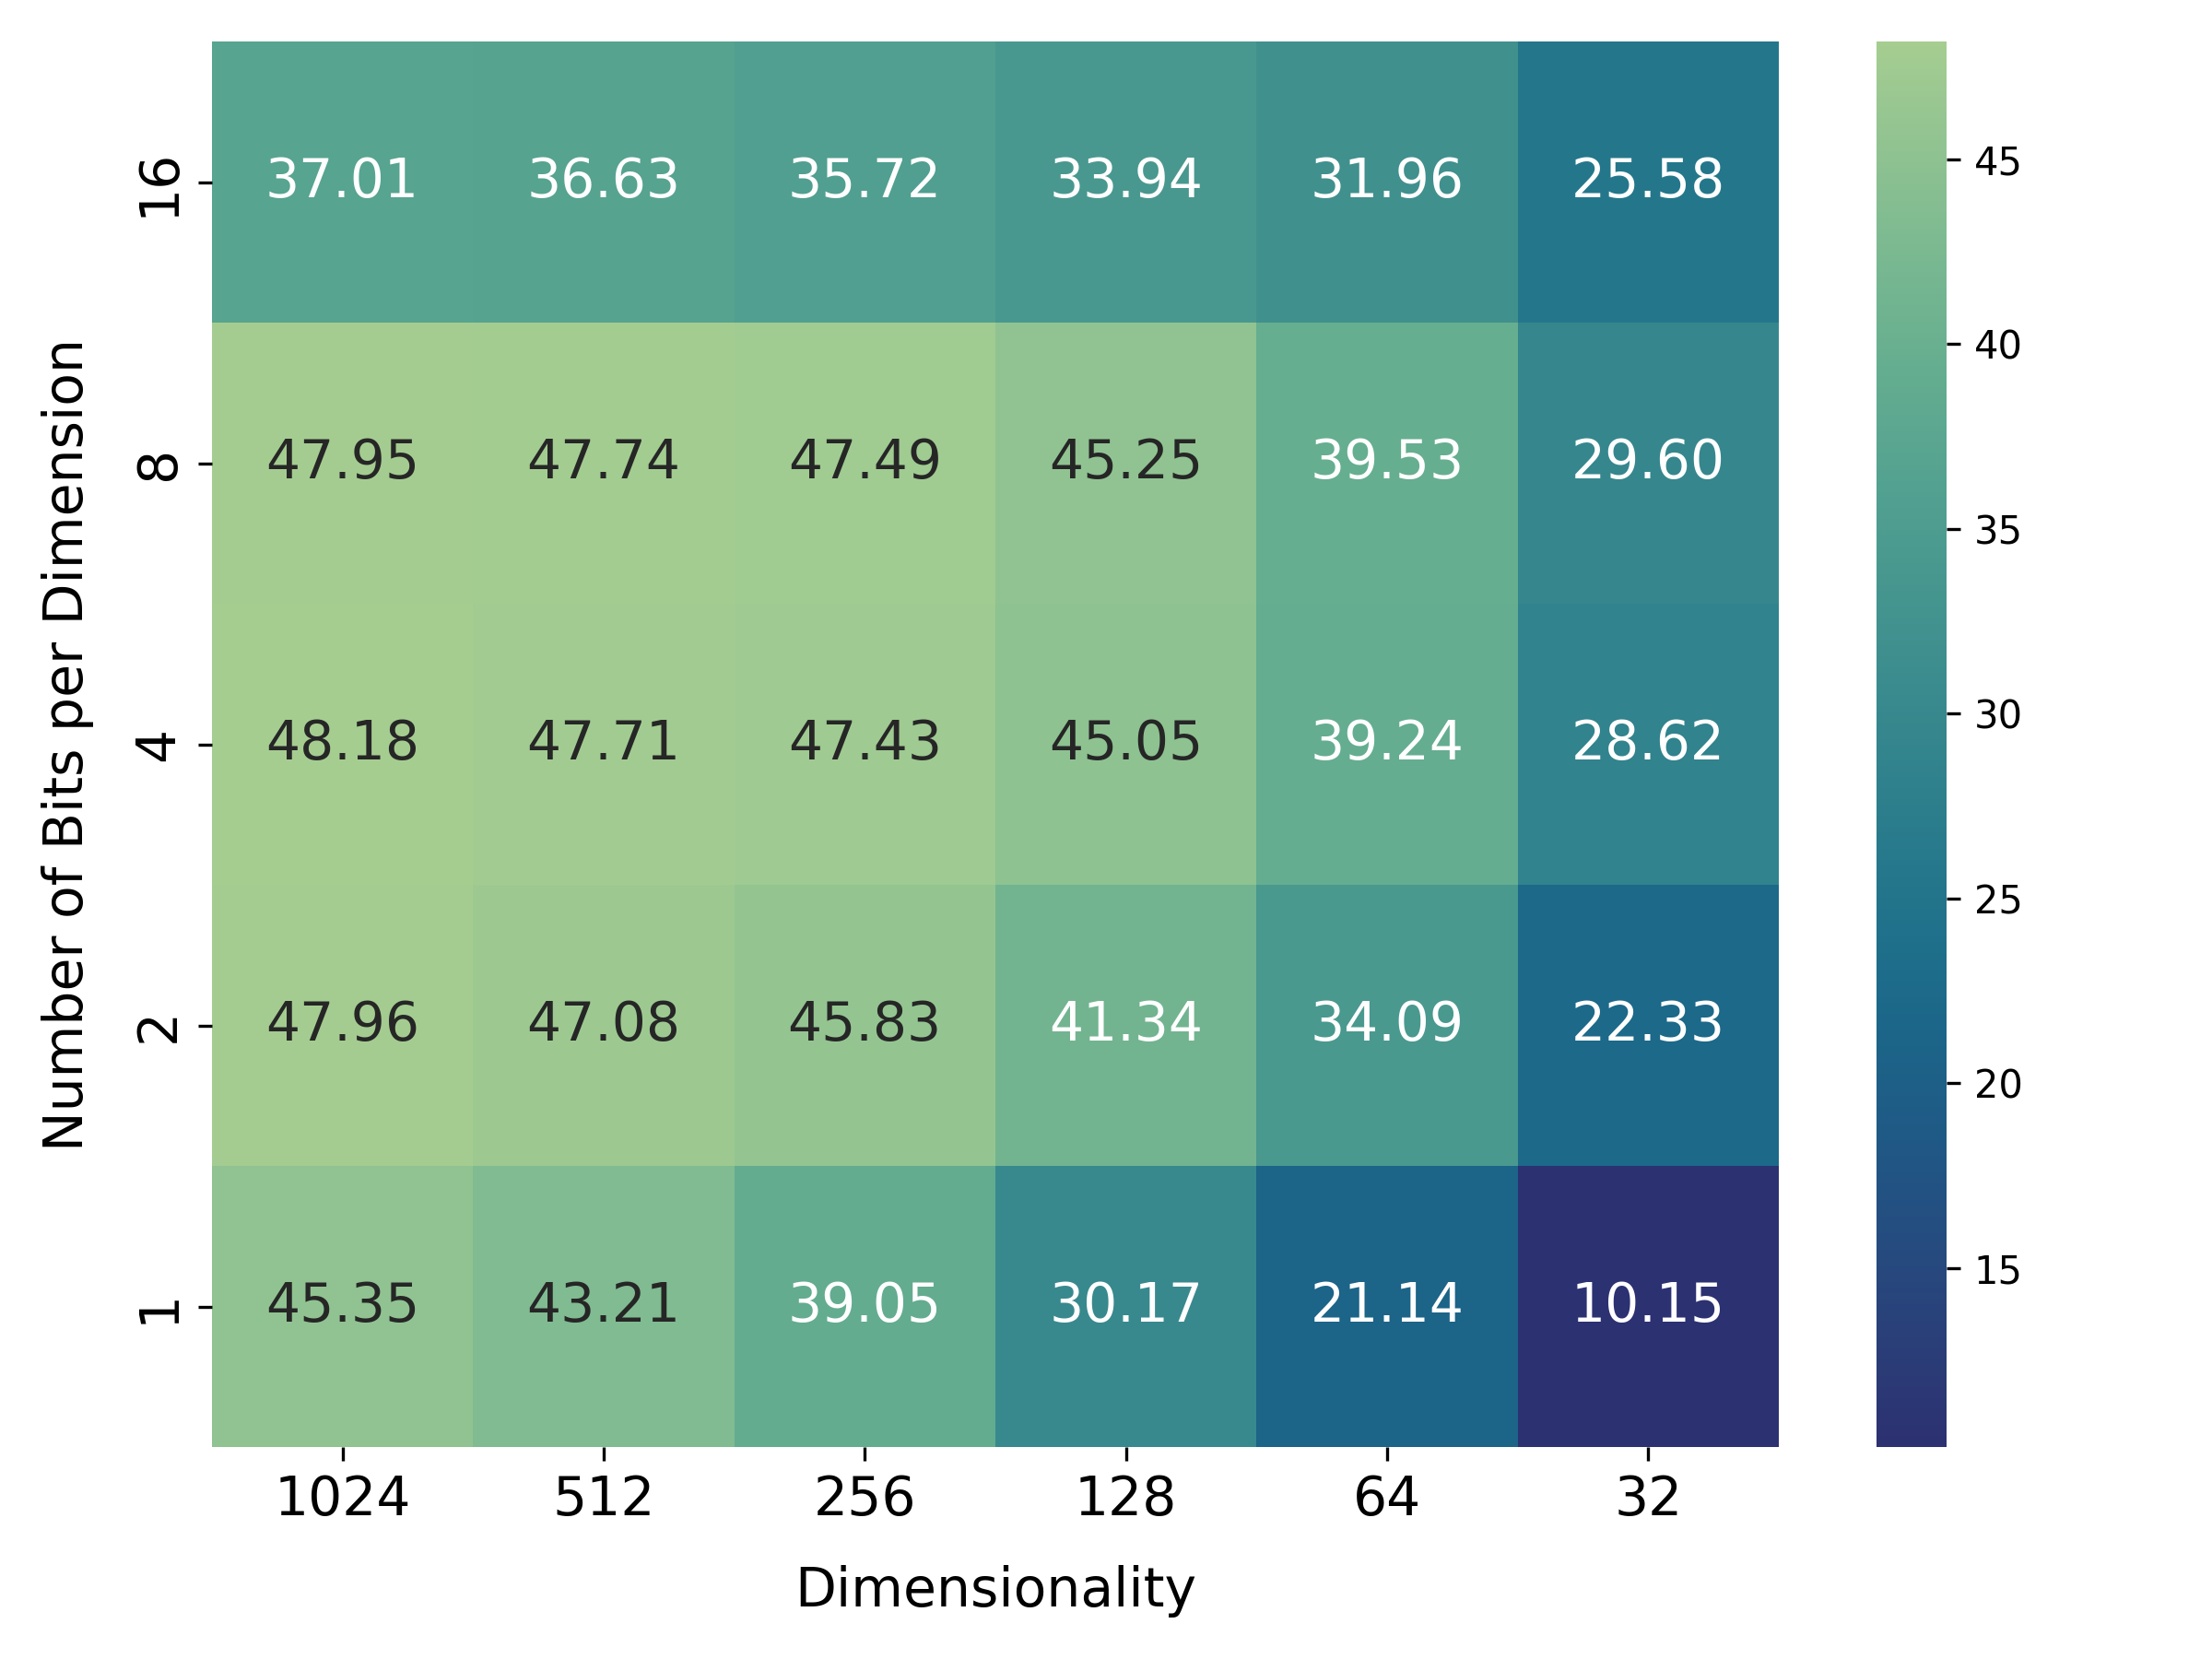 Number of Bits per Dimension
16 37.01 36.63 35.72 33.94 31.96 25.58
8 47.95 47.74 47.49 45.25 39.53 29.60
4 48.18 47.71 47.43 45.05 39.24 28.62
2 47.96 47.08 45.83 41.34 34.09 22.33
1 45.35 43.21 39.05 30.17 21.14 10.15
1024 512 256 128 64 32
Dimensionality
45
40
35
30
25
20
15